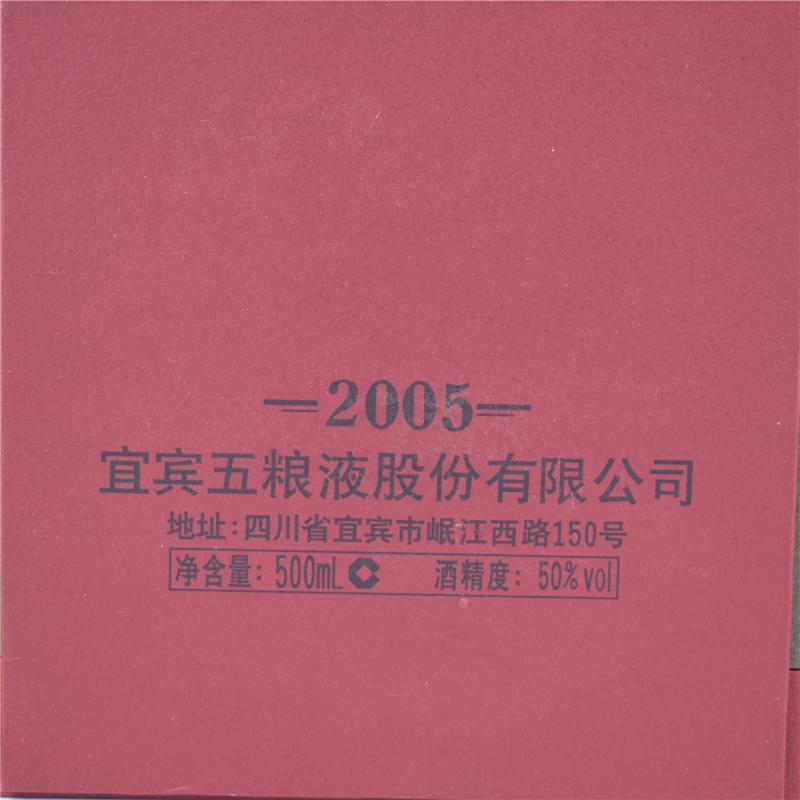 2005
宜宾五粮液股份有限公司
地址:四川省宜宾市岷江西路150号
净含量: 500mL 酒精度: 50%vol